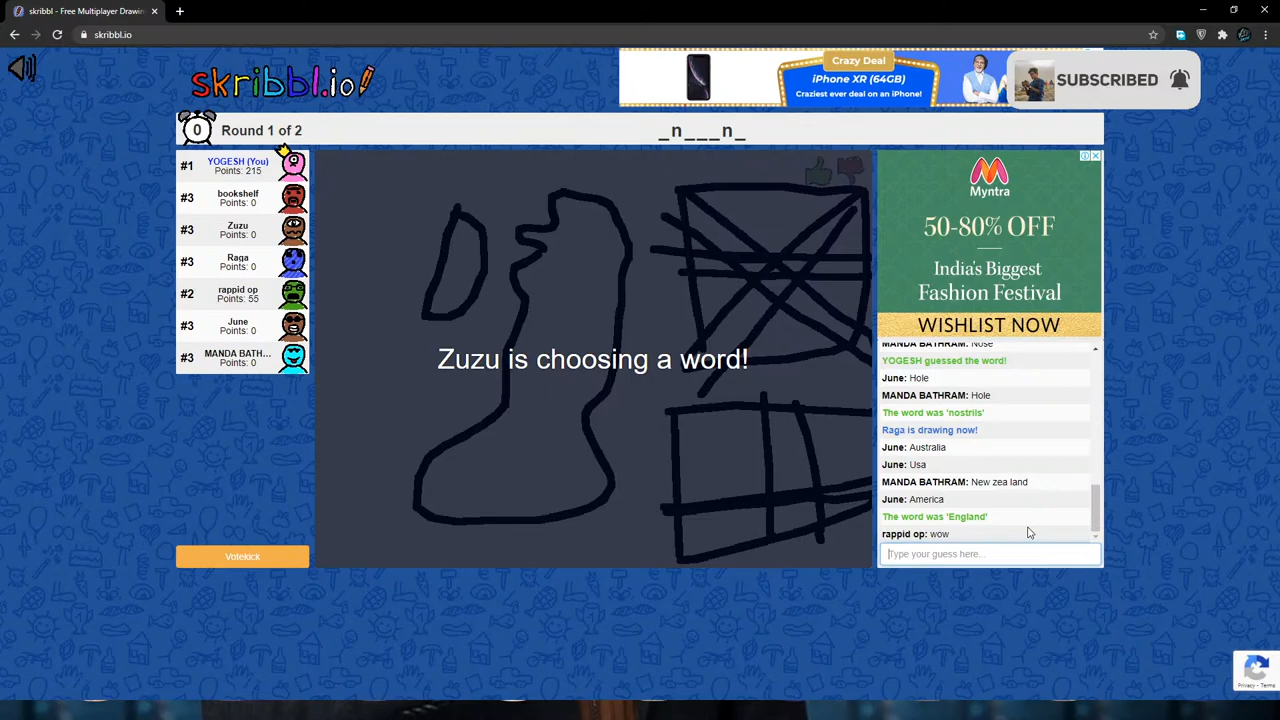 skribbl - Free Multiplayer Drawin
skribbl.io
skribbl.io
Crazy Deal
iPhone XR (64GB)
Craziest ever deal on an iPhone!
SUBSCRIBED
0
Round 1 of 2
_n___n_
#1
YOGESH (You)
Points: 215
#3
bookshelf
Points: 0
#3
Zuzu
Points: 0
#3
Raga
Points: 0
#2
rappid op
Points: 55
#3
June
Points: 0
#3
MANDA BATH...
Points: 0
Votekick
Zuzu is choosing a word!
Myntra
50-80% OFF
India's Biggest
Fashion Festival
WISHLIST NOW
MANDA BATHRAM: Nose
YOGESH guessed the word!
June: Hole
MANDA BATHRAM: Hole
The word was 'nostrils'
Raga is drawing now!
June: Australia
June: Usa
MANDA BATHRAM: New zea land
June: America
The word was 'England'
rappid op: wow
Type your guess here...
Privacy - Terms